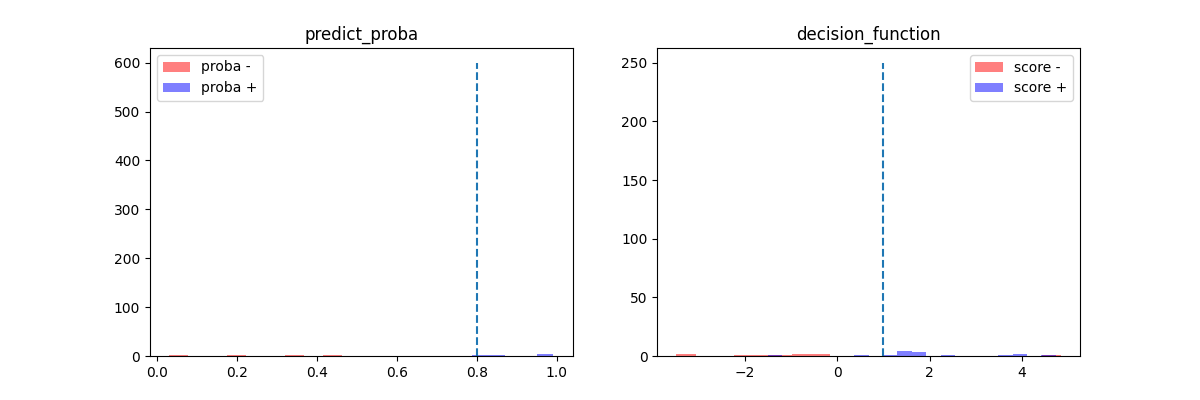 predict_proba
proba -
proba +
600
500
400
300
200
100
0
0.0 0.2 0.4 0.6 0.8 1.0
decision_function
score -
score +
250
200
150
100
50
0
−2 0 2 4